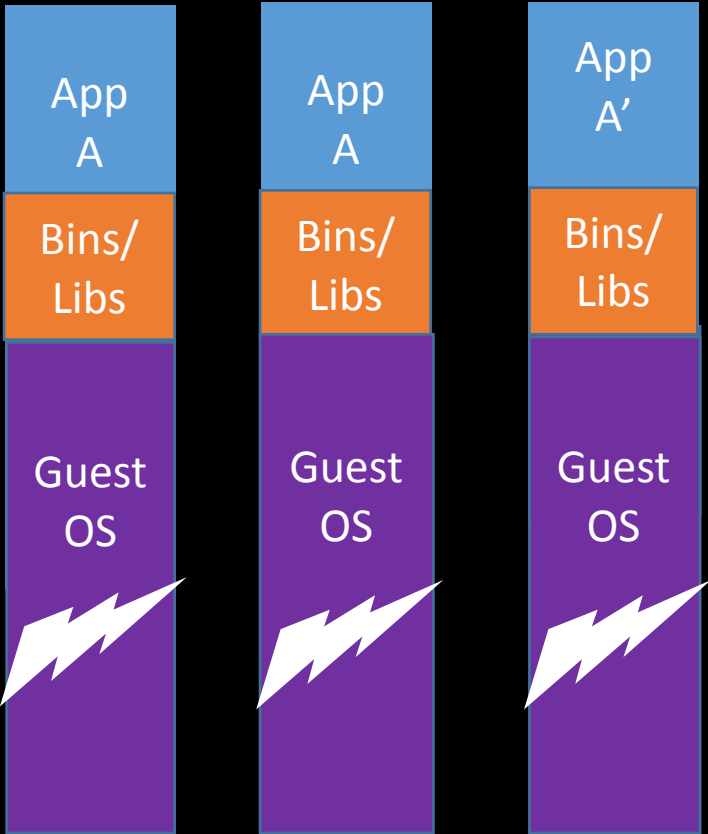 App
A
Bins/
Libs
Guest
OS
App
A
Bins/
Libs
Guest
OS
App
A’
Bins/
Libs
Guest
OS